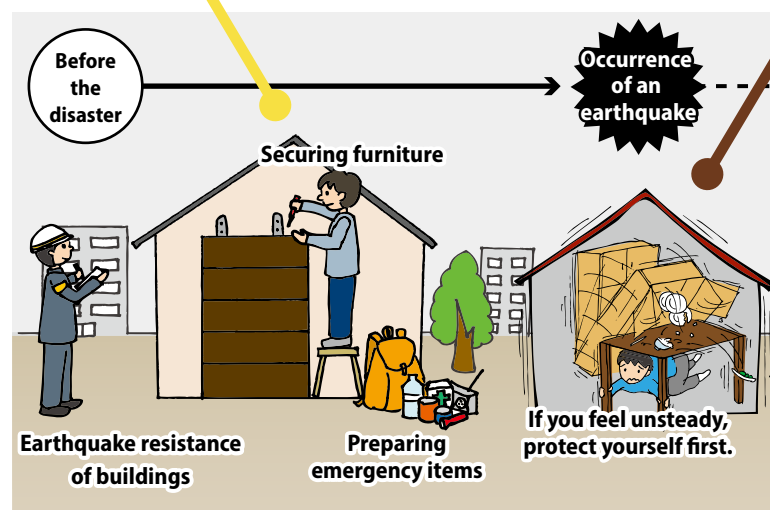 Before
the
disaster
Occurrence
of an
earthquake
Securing furniture
Earthquake resistance
of buildings
Preparing
emergency items
If you feel unsteady,
protect yourself first.